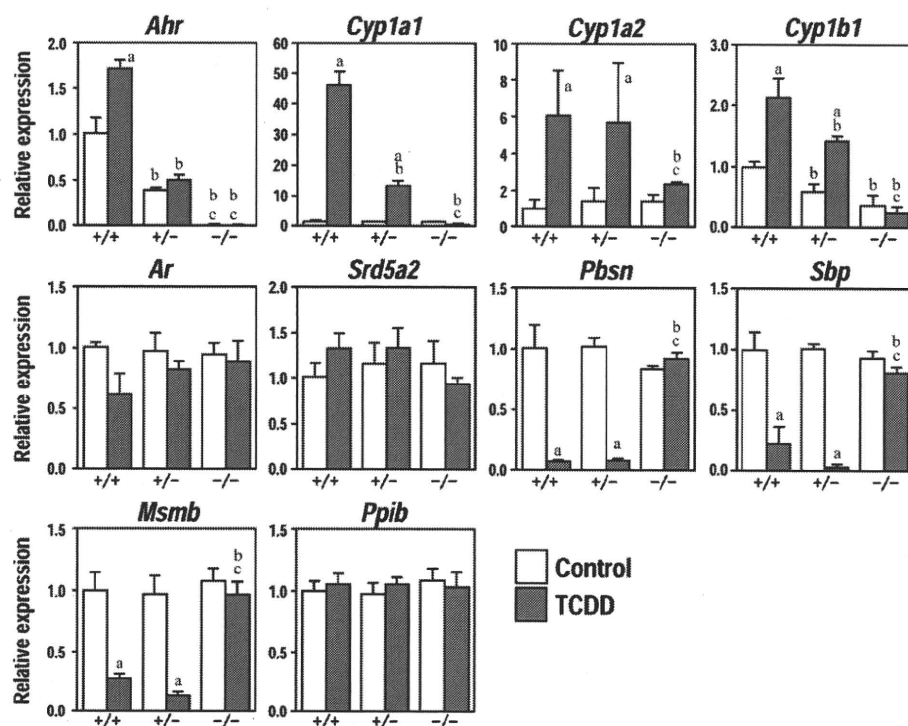 Ahr
Cyp1a1
Cyp1a2
Cyp1b1
Relative expression
2.0
1.5
1.0
0.5
0.0
a
b b
b b
c c
+/+ +/- −/−
60
50
40
30
20
10
0
a
a
b
b
c
+/+ +/- −/−
10
8
6
4
2
0
a
a
b
c
+/+ +/- −/−
3.0
2.0
1.0
0.0
a
a
b b
b b
c
+/+ +/- −/−
Ar
Srd5a2
Pbsn
Sbp
Relative expression
1.5
1.0
0.5
0.0
+/+ +/- −/−
2.0
1.5
1.0
0.5
0.0
+/+ +/- −/−
1.5
1.0
0.5
0.0
a
a
b
c
+/+ +/- −/−
1.5
1.0
0.5
0.0
a
a
b
c
+/+ +/- −/−
Msmb
Ppib
Relative expression
1.5
1.0
0.5
0.0
a
a
b
c
+/+ +/- −/−
1.5
1.0
0.5
0.0
+/+ +/- −/−
Control
TCDD